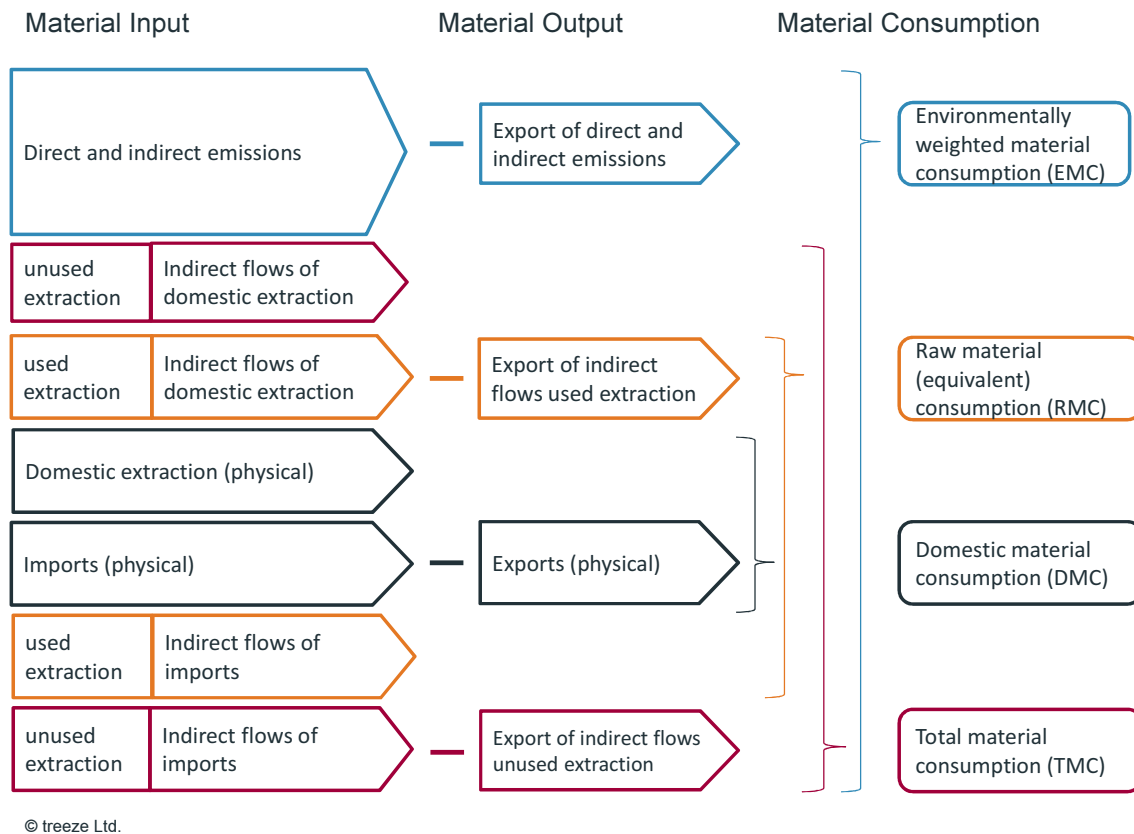 Material Input
Material Output
Material Consumption
Direct and indirect emissions
Export of direct and
indirect emissions
Environmentally
weighted material
consumption (EMC)
unused
extraction
Indirect flows of
domestic extraction
used
extraction
Indirect flows of
domestic extraction
Export of indirect
flows used extraction
Raw material
(equivalent)
consumption (RMC)
Domestic extraction (physical)
Imports (physical)
Exports (physical)
Domestic material
consumption (DMC)
used
extraction
Indirect flows of
imports
unused
extraction
Indirect flows of
imports
Export of indirect flows
unused extraction
Total material
consumption (TMC)
© treeze Ltd.